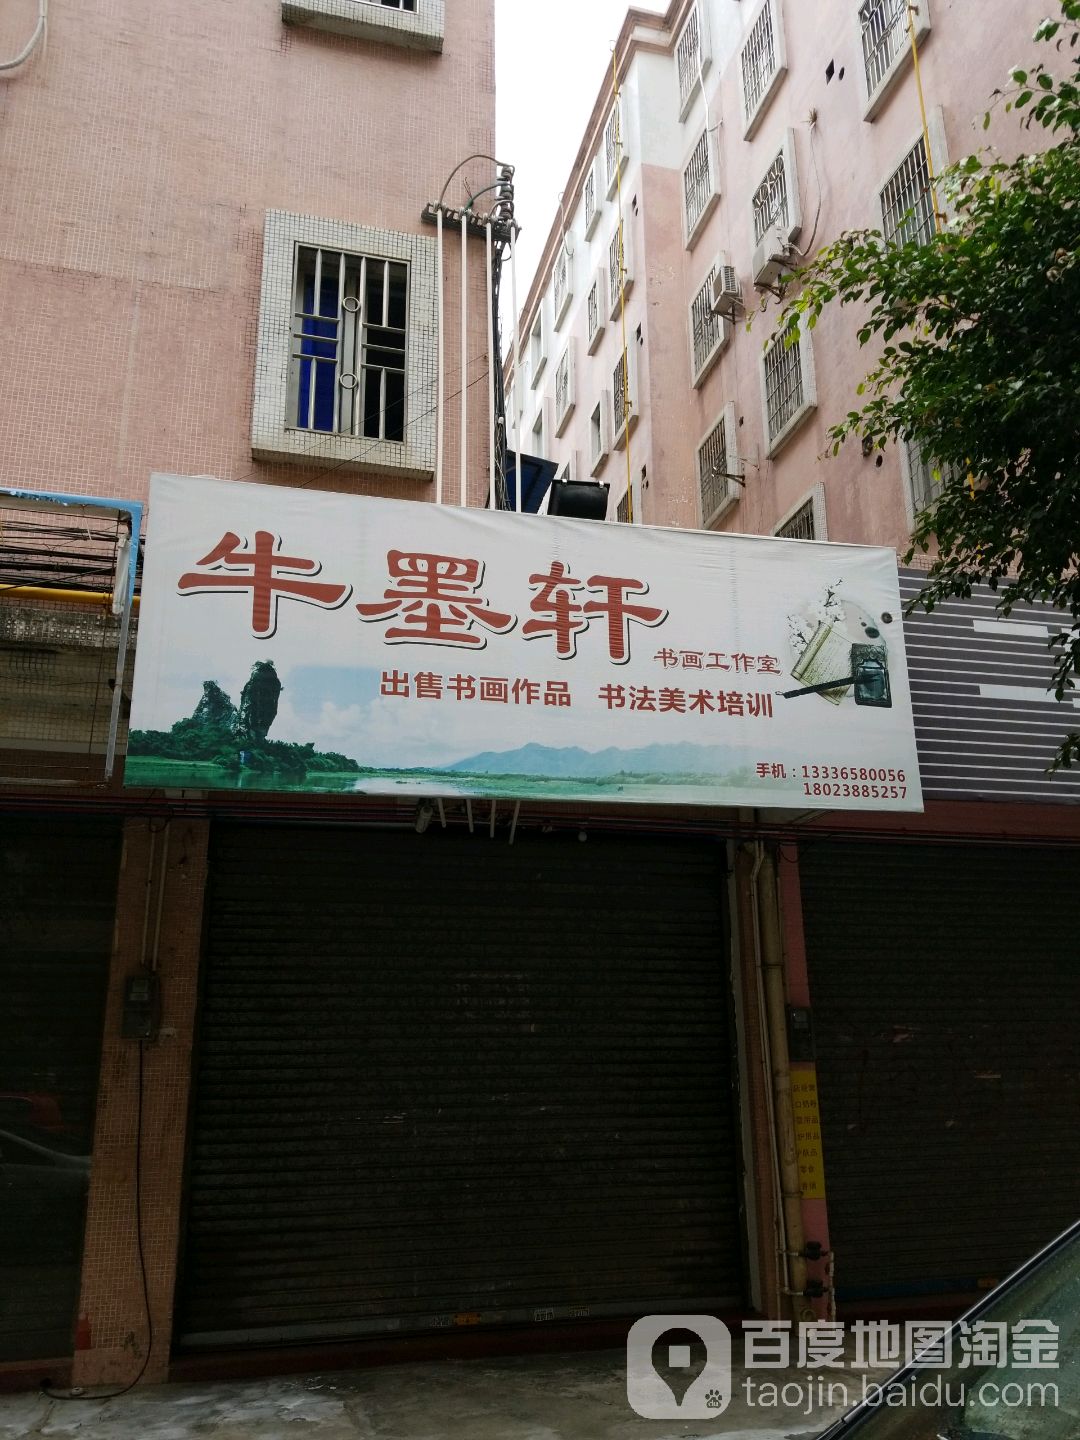 牛墨轩
书画工作室
出售书画作品 书法美术培训
手机:13336580056
18023885257
百度地图淘金
taojin.baidu.com